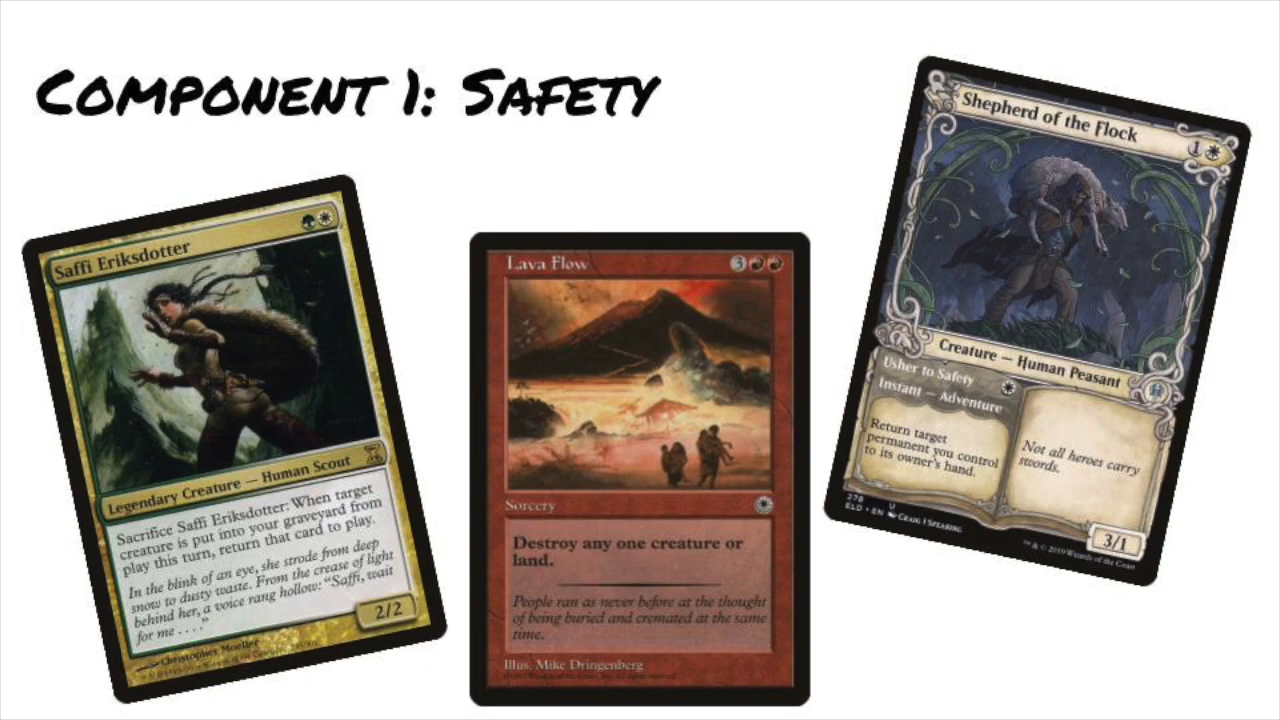 Component 1: Safety
Saffi Eriksdotter
Legendary Creature — Human Scout
Sacrifice Saffi Eriksdotter: When target
creature is put into your graveyard from
play this turn, return that card to play.
In the blink of an eye, she strode from deep
snow to dusty waste. From the crease of light
behind her, a voice rang hollow: "Saffi, wait
for me . . . ."
2/2
Christopher Moeller
Lava Flow
3
Sorcery
Destroy any one creature or
land.
People ran as never before at the thought
of being buried and cremated at the same
time.
Illus. Mike Dringenberg
Shepherd of the Flock
1
Creature — Human Peasant
Usher to Safety
Instant — Adventure
Return target
permanent you control
to its owner's hand.
Not all heroes carry
swords.
3/1
278 U
ELD • EN Craig J Spearing
™ & © 2019 Wizards of the Coast